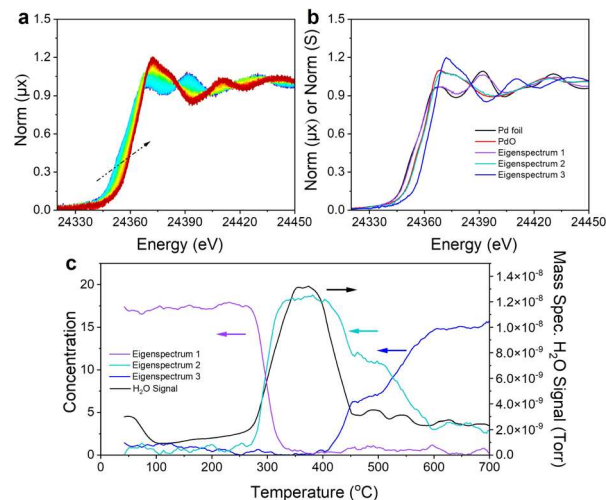 a
b
Norm (μx)
1.5
1.2
0.9
0.6
0.3
0.0
24330 24360 24390 24420 24450
Energy (eV)
Norm (μx) or Norm (S)
1.5
1.2
0.9
0.6
0.3
0.0
Pd foil
PdO
Eigenspectrum 1
Eigenspectrum 2
Eigenspectrum 3
24330 24360 24390 24420 24450
Energy (eV)
c
Concentration
20
15
10
5
0
Eigenspectrum 1
Eigenspectrum 2
Eigenspectrum 3
H₂O Signal
0 100 200 300 400 500 600 700
Temperature (°C)
1.4×10⁻⁸
1.2×10⁻⁸
1.0×10⁻⁸
8.0×10⁻⁹
6.0×10⁻⁹
4.0×10⁻⁹
2.0×10⁻⁹
0.0
Mass Spec. H₂O Signal (Torr)